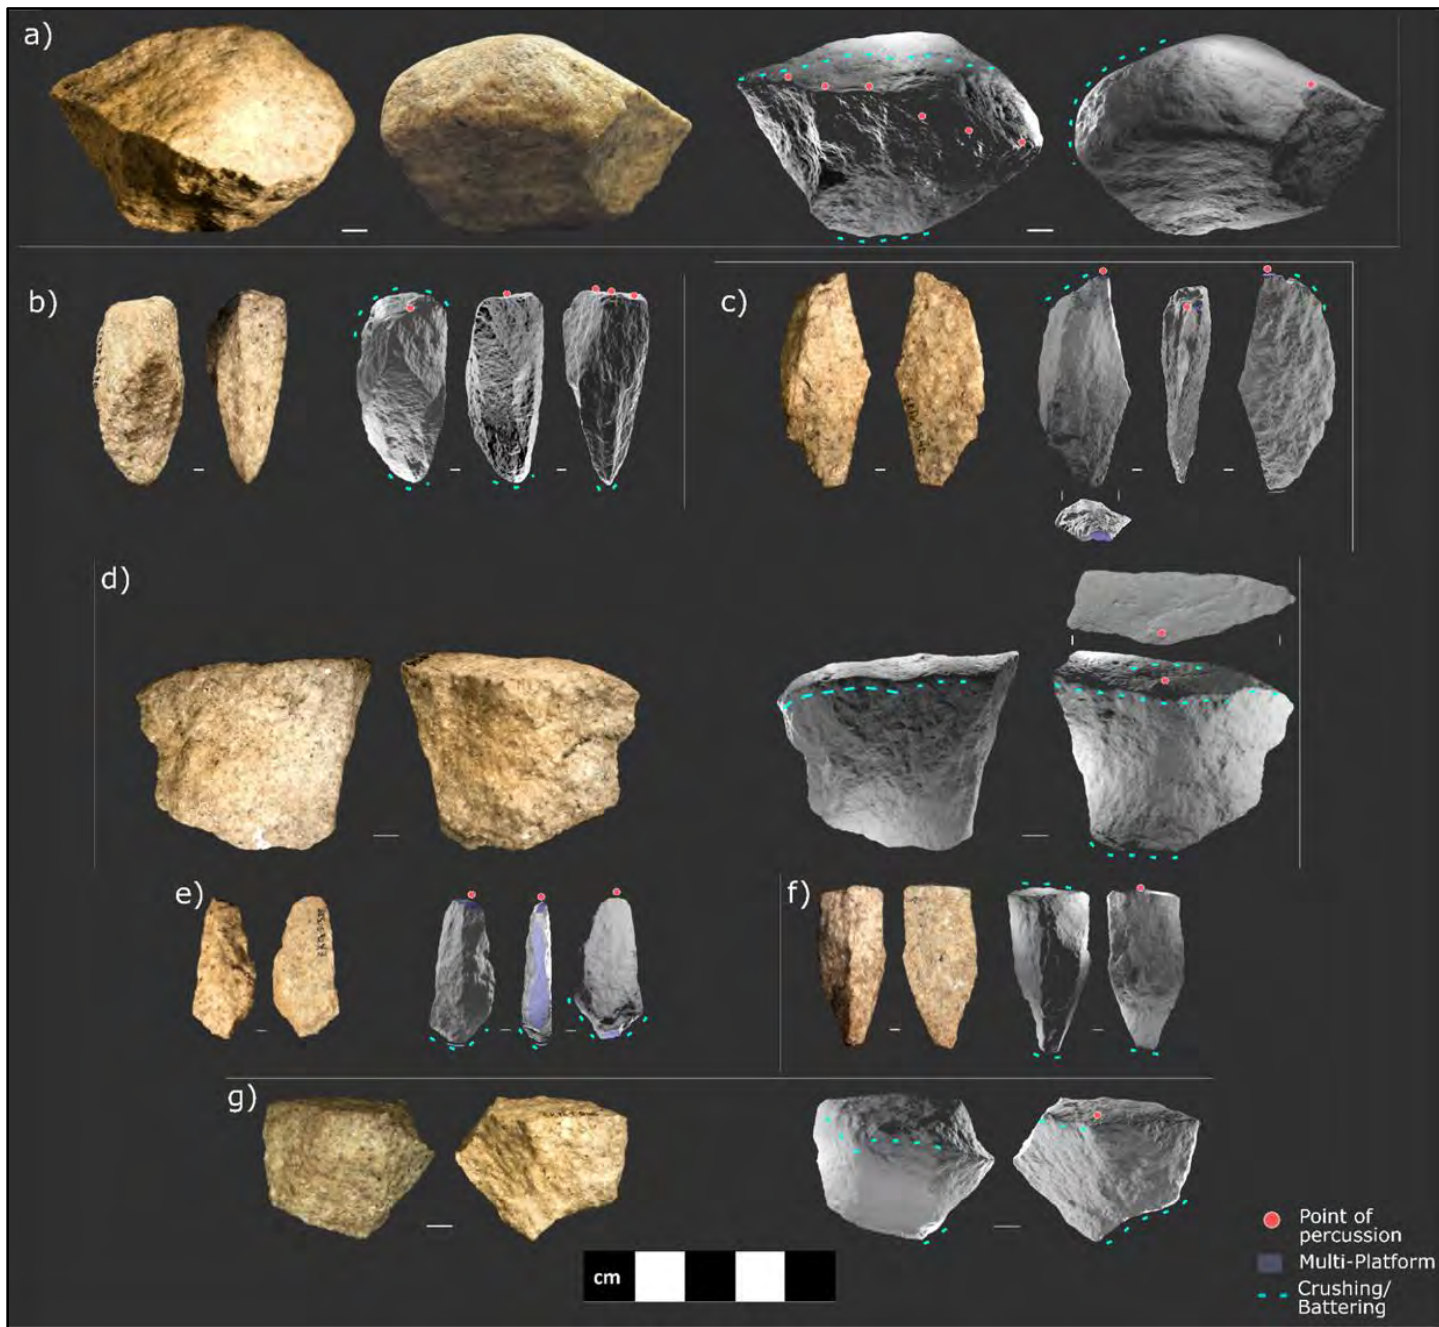 a)
b)
c)
d)
e)
f)
g)
cm
Point of
percussion
Multi-Platform
Crushing/
Battering